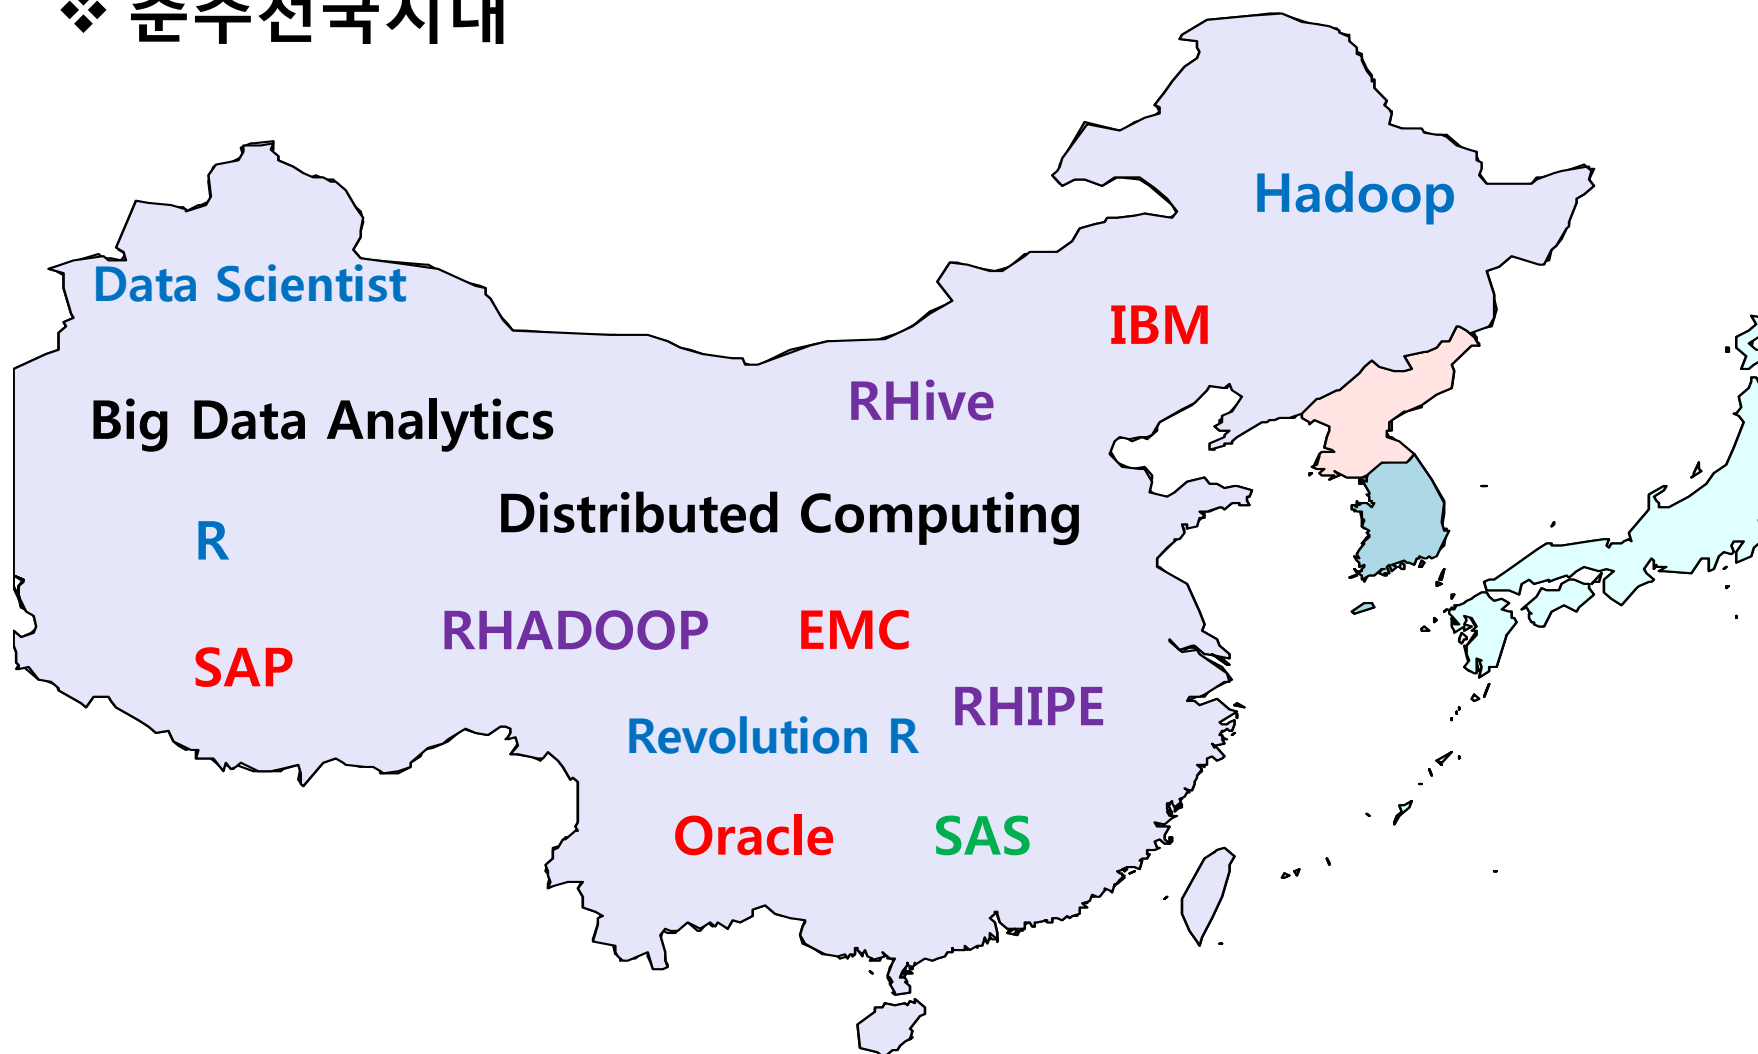 ❖ 춘추전국시대
Hadoop
Data Scientist
IBM
RHive
Big Data Analytics
Distributed Computing
R
RHADOOP
EMC
SAP
RHIPE
Revolution R
Oracle
SAS